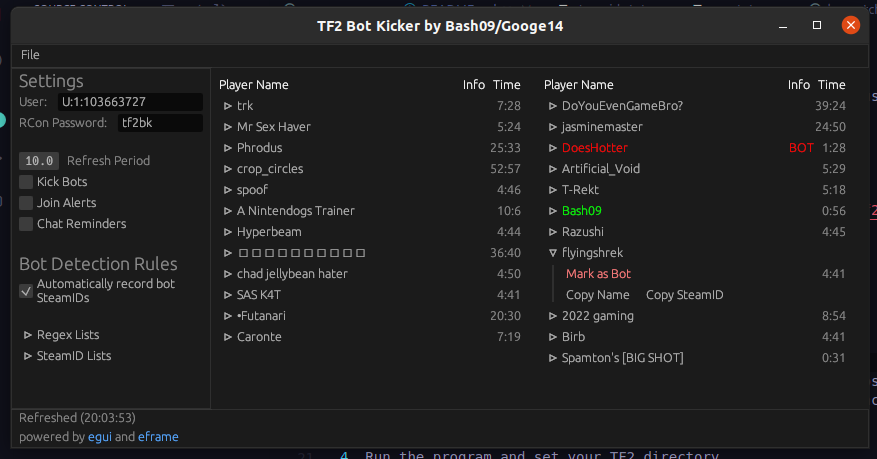 TF2 Bot Kicker by Bash09/Googe14
File
Settings
User: U:1:103663727
RCon Password: tf2bk
10.0 Refresh Period
Kick Bots
Join Alerts
Chat Reminders
Bot Detection Rules
Automatically record bot
SteamIDs
Regex Lists
SteamID Lists
Player Name Info Time
trk 7:28
Mr Sex Haver 5:24
Phrodus 25:33
crop_circles 52:57
spoof 4:46
A Nintendogs Trainer 10:6
Hyperbeam 4:44
36:40
chad jellybean hater 4:50
SAS K4T 4:41
•Futanari 20:30
Caronte 7:19
Player Name Info Time
DoYouEvenGameBro? 39:24
jasminemaster 24:50
DoesHotter BOT 1:28
Artificial_Void 5:29
T-Rekt 5:18
Bash09 0:56
Razushi 4:45
flyingshrek
Mark as Bot 4:41
Copy Name Copy SteamID
2022 gaming 8:54
Birb 4:41
Spamton's [BIG SHOT] 0:31
Refreshed (20:03:53)
powered by egui and eframe
4. Run the program and set your TF2 directory